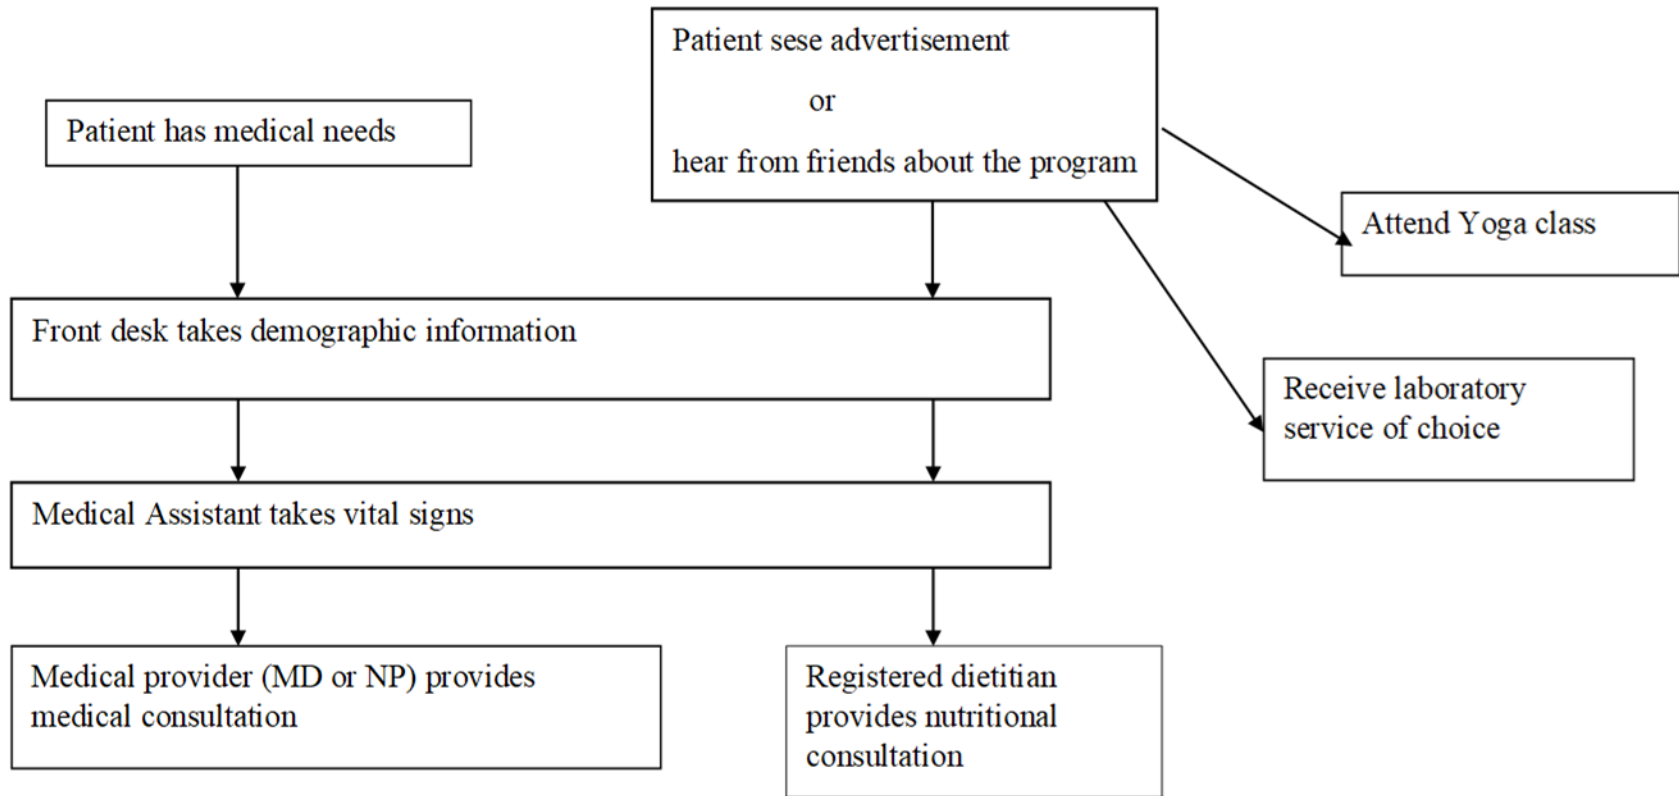 Patient sese advertisement
or
hear from friends about the program
Patient has medical needs
Attend Yoga class
Front desk takes demographic information
Receive laboratory
service of choice
Medical Assistant takes vital signs
Medical provider (MD or NP) provides
medical consultation
Registered dietitian
provides nutritional
consultation